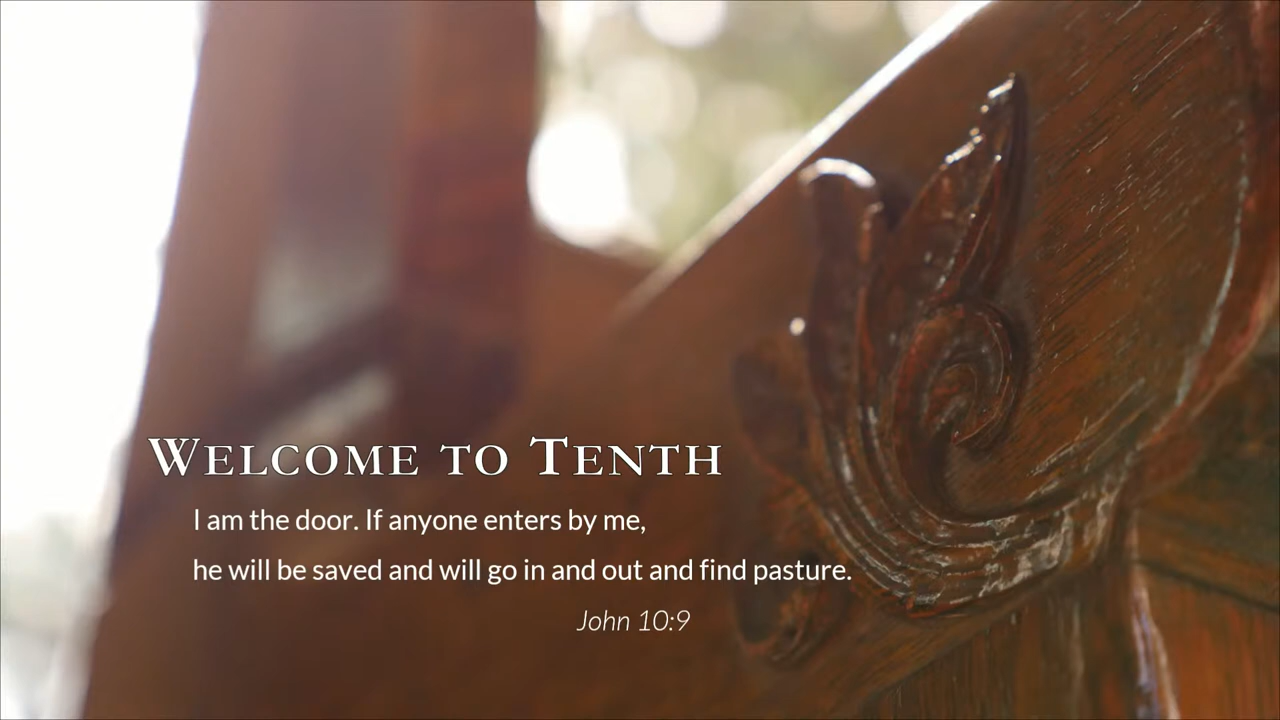 Welcome to Tenth
I am the door. If anyone enters by me,
he will be saved and will go in and out and find pasture.
John 10:9